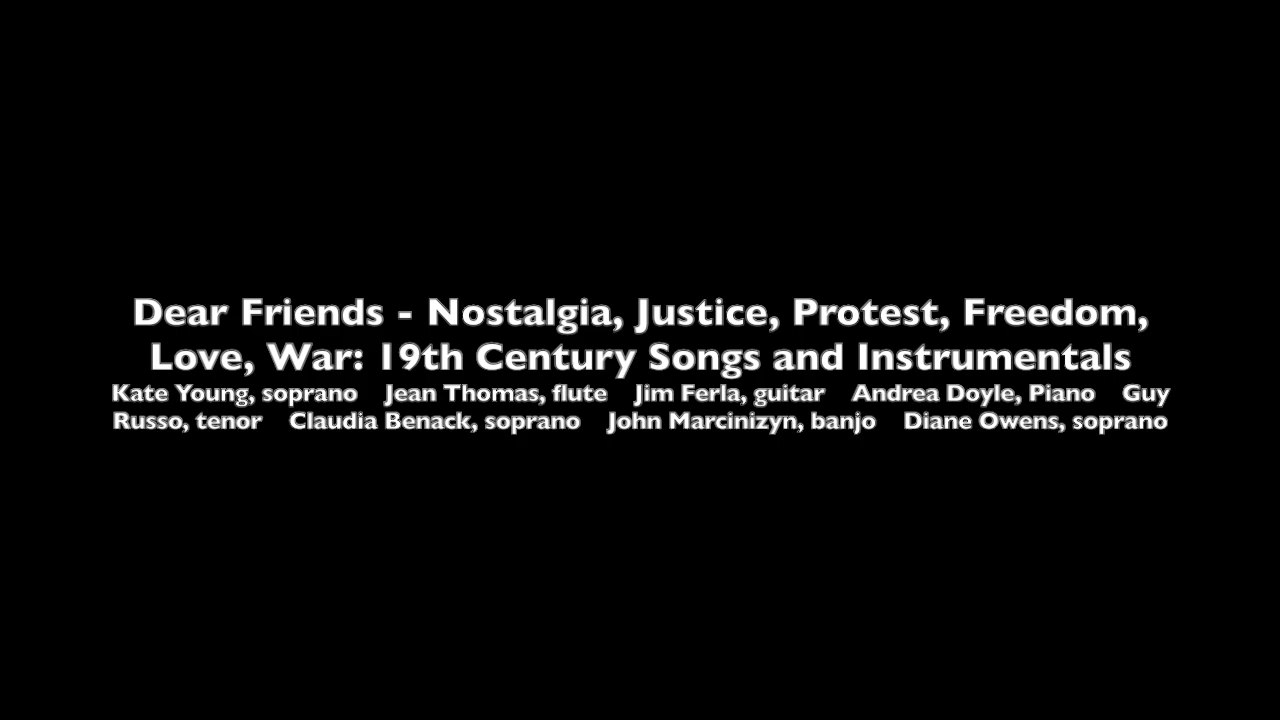 Dear Friends - Nostalgia, Justice, Protest, Freedom,
Love, War: 19th Century Songs and Instrumentals
Kate Young, soprano    Jean Thomas, flute    Jim Ferla, guitar    Andrea Doyle, Piano    Guy
Russo, tenor    Claudia Benack, soprano    John Marcinizyn, banjo    Diane Owens, soprano